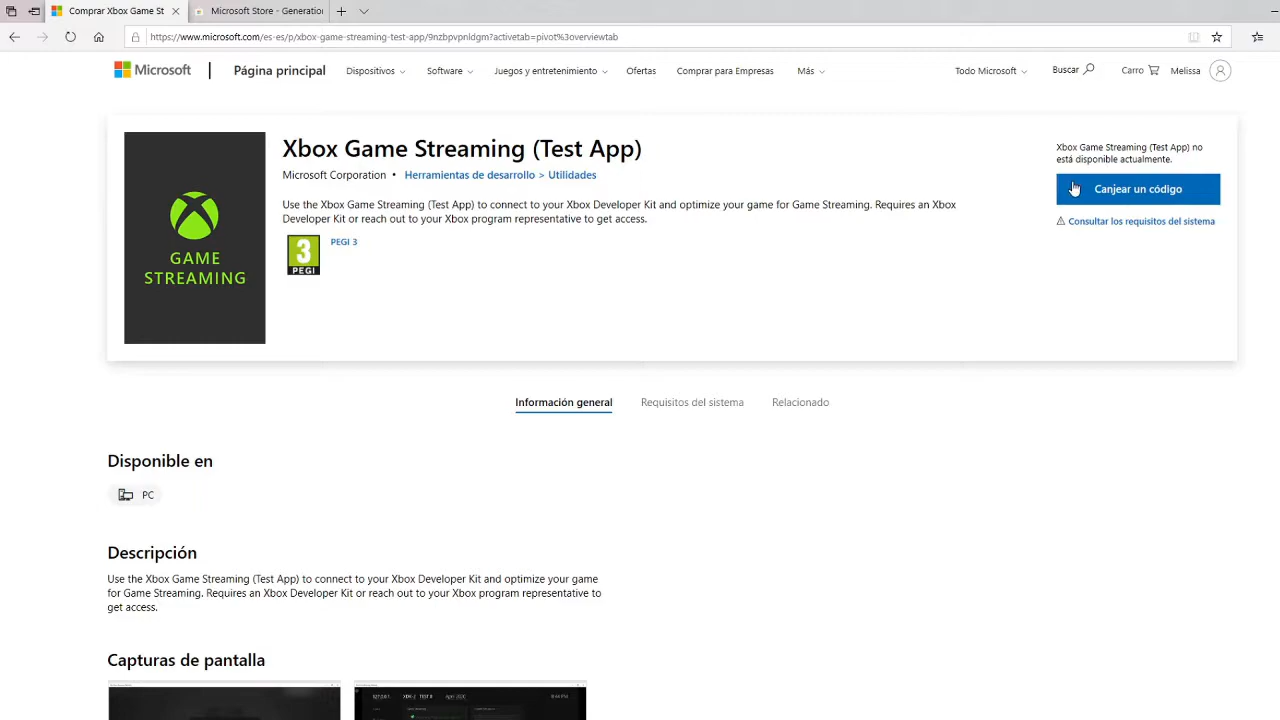 Comprar Xbox Game St
Microsoft Store - Generation
https://www.microsoft.com/es-es/p/xbox-game-streaming-test-app/9nzbpvpnldgm?activetab=pivot%3overviewtab
Microsoft
Página principal
Dispositivos
Software
Juegos y entretenimiento
Ofertas
Comprar para Empresas
Más
Todo Microsoft
Buscar
Carro
Melissa
GAME
STREAMING
Xbox Game Streaming (Test App)
Microsoft Corporation • Herramientas de desarrollo > Utilidades
Use the Xbox Game Streaming (Test App) to connect to your Xbox Developer Kit and optimize your game for Game Streaming. Requires an Xbox
Developer Kit or reach out to your Xbox program representative to get access.
3
PEGI
PEGI 3
Xbox Game Streaming (Test App) no
está disponible actualmente.
Canjear un código
Consultar los requisitos del sistema
Información general
Requisitos del sistema
Relacionado
Disponible en
PC
Descripción
Use the Xbox Game Streaming (Test App) to connect to your Xbox Developer Kit and optimize your game
for Game Streaming. Requires an Xbox Developer Kit or reach out to your Xbox program representative to
get access.
Capturas de pantalla